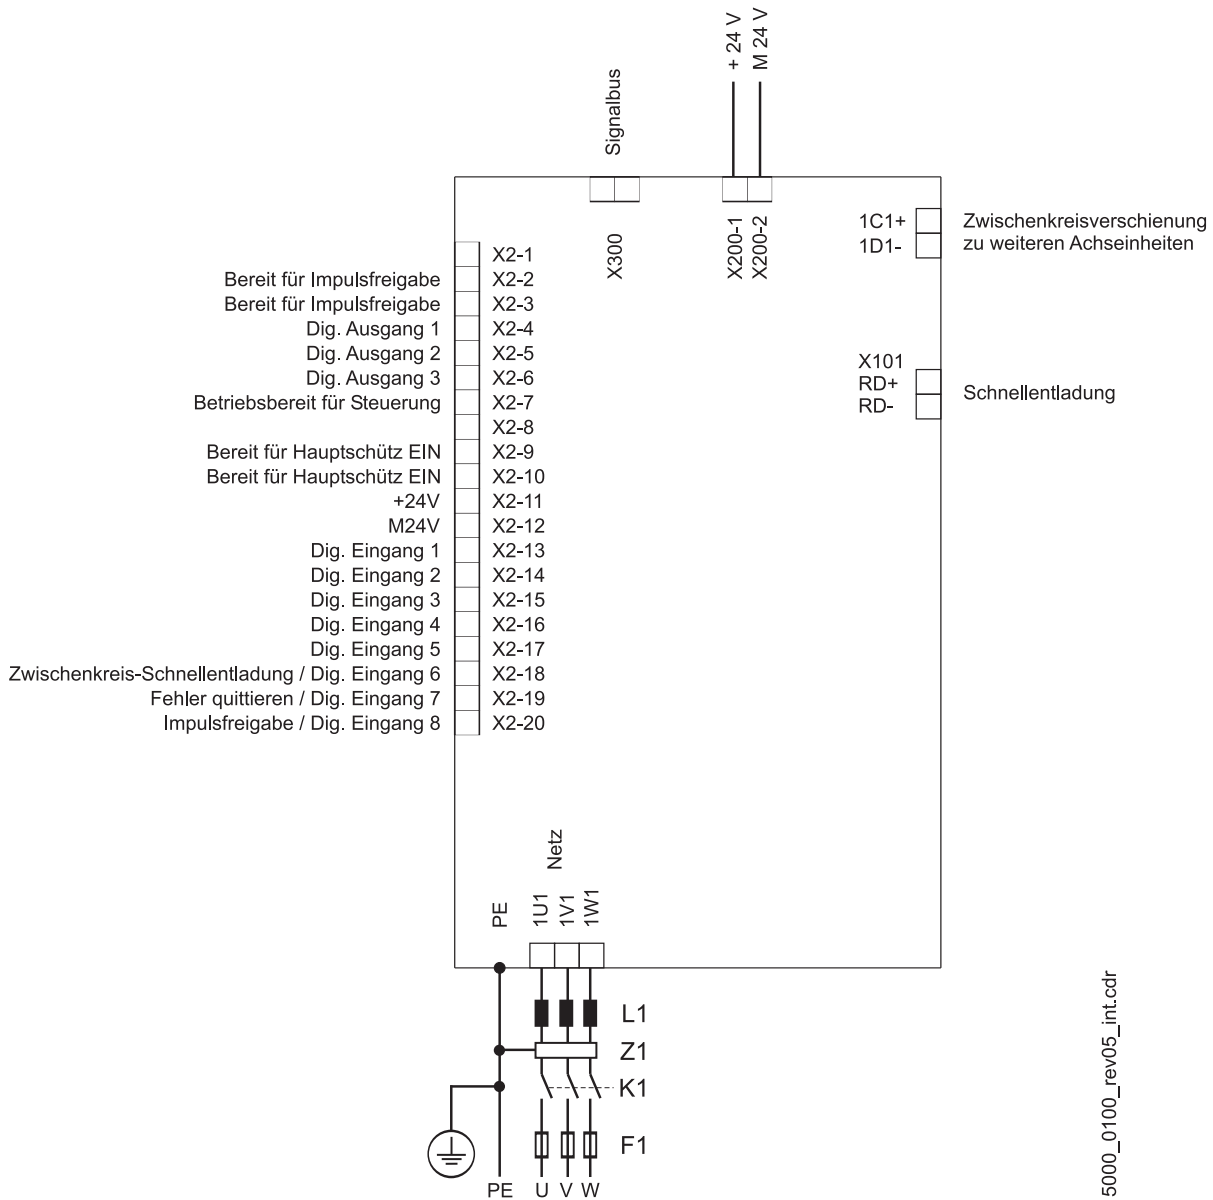 + 24 V
M 24 V
Signalbus
X300
X200-1
X200-2
1C1+
1D1-
Zwischenkreisverschienung
zu weiteren Achseinheiten
X101
RD+
RD-
Schnellentladung
X2-1
Bereit für Impulsfreigabe X2-2
Bereit für Impulsfreigabe X2-3
Dig. Ausgang 1 X2-4
Dig. Ausgang 2 X2-5
Dig. Ausgang 3 X2-6
Betriebsbereit für Steuerung X2-7
X2-8
Bereit für Hauptschütz EIN X2-9
Bereit für Hauptschütz EIN X2-10
+24V X2-11
M24V X2-12
Dig. Eingang 1 X2-13
Dig. Eingang 2 X2-14
Dig. Eingang 3 X2-15
Dig. Eingang 4 X2-16
Dig. Eingang 5 X2-17
Zwischenkreis-Schnellentladung / Dig. Eingang 6 X2-18
Fehler quittieren / Dig. Eingang 7 X2-19
Impulsfreigabe / Dig. Eingang 8 X2-20
Netz
PE
1U1
1V1
1W1
L1
Z1
K1
F1
PE U V W
5000_0100_rev05_int.cdr